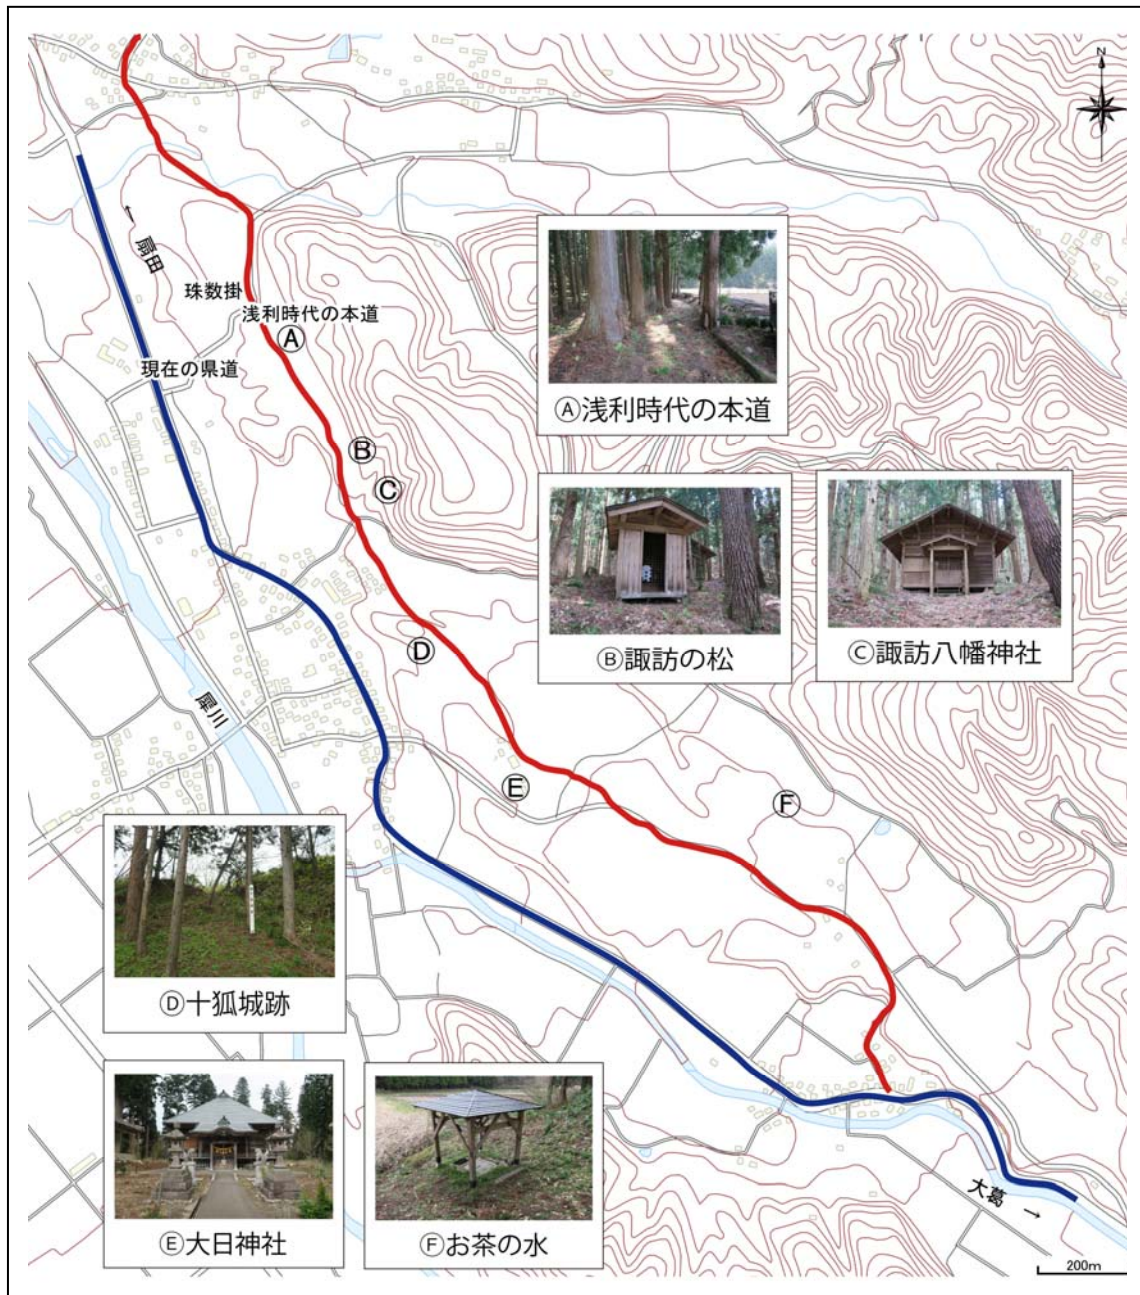 N
← 扇田
珠数掛
浅利時代の本道
Ⓐ
現在の県道
Ⓐ浅利時代の本道
Ⓑ
Ⓒ
Ⓑ諏訪の松
Ⓒ諏訪八幡神社
Ⓓ
犀川
Ⓔ
Ⓕ
Ⓓ十狐城跡
Ⓔ大日神社
Ⓕお茶の水
大葛 →
200m